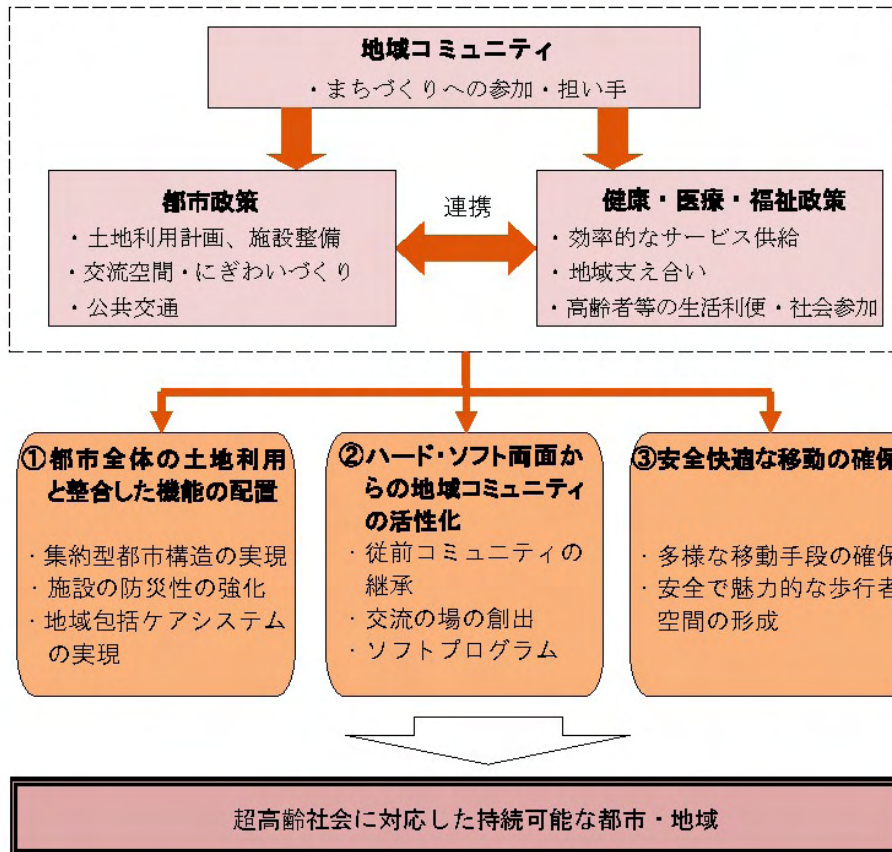 地域コミュニティ
・まちづくりへの参加・担い手
都市政策
・土地利用計画、施設整備
・交流空間・にぎわいづくり
・公共交通
連携
健康・医療・福祉政策
・効率的なサービス供給
・地域支え合い
・高齢者等の生活利便・社会参加
①都市全体の土地利用
と整合した機能の配置
・集約型都市構造の実現
・施設の防災性の強化
・地域包括ケアシステム
の実現
②ハード・ソフト両面か
らの地域コミュニティ
の活性化
・従前コミュニティの
継承
・交流の場の創出
・ソフトプログラム
③安全快適な移動の確保
・多様な移動手段の確保
・安全で魅力的な歩行者
空間の形成
超高齢社会に対応した持続可能な都市・地域